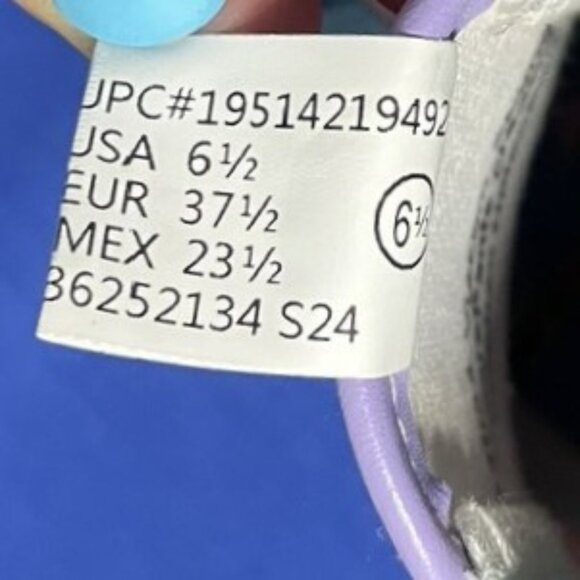 UPC#19514219492
USA 6½
EUR 37½
MEX 23½
6½
36252134 S24